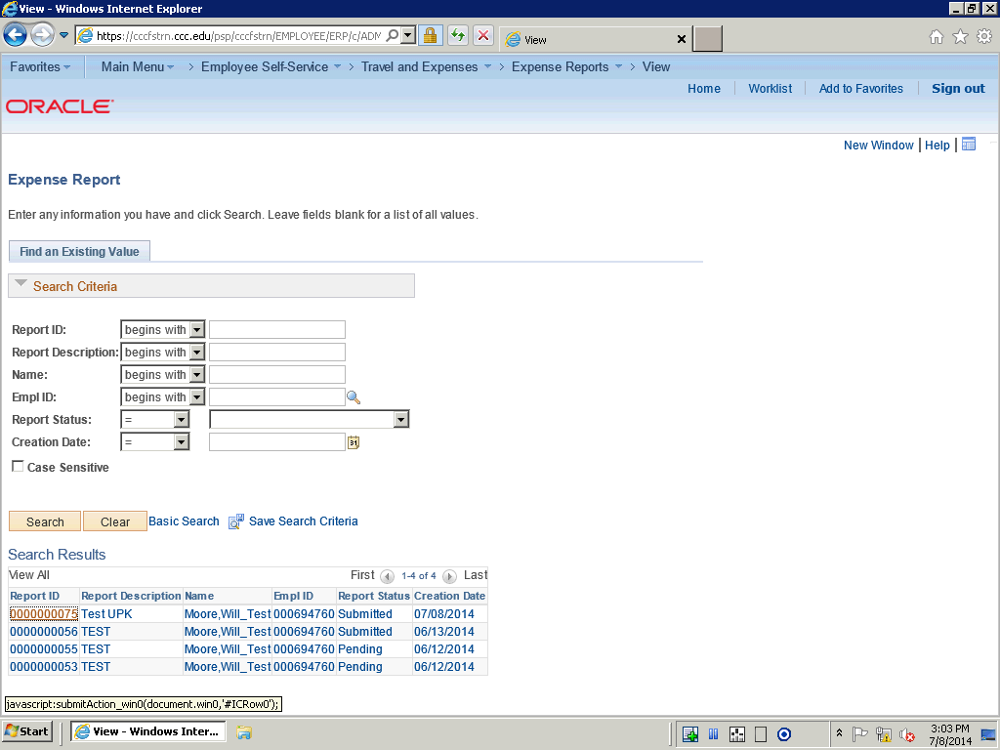 View - Windows Internet Explorer
https://cccfstrn.ccc.edu/psp/cccfstrn/EMPLOYEE/ERP/c/ADM
View
Favorites Main Menu > Employee Self-Service > Travel and Expenses > Expense Reports > View
Home Worklist Add to Favorites Sign out
ORACLE
New Window | Help |
Expense Report
Enter any information you have and click Search. Leave fields blank for a list of all values.
Find an Existing Value
Search Criteria
Report ID: begins with
Report Description: begins with
Name: begins with
Empl ID: begins with
Report Status: =
Creation Date: = 31
Case Sensitive
Search Clear Basic Search Save Search Criteria
Search Results
View All First 1-4 of 4 Last
Report ID Report Description Name Empl ID Report Status Creation Date
0000000075 Test UPK Moore,Will_Test 000694760 Submitted 07/08/2014
0000000056 TEST Moore,Will_Test 000694760 Submitted 06/13/2014
0000000055 TEST Moore,Will_Test 000694760 Pending 06/12/2014
0000000053 TEST Moore,Will_Test 000694760 Pending 06/12/2014
javascript:submitAction_win0(document.win0,'#ICRow0');
Start View - Windows Inter... 3:03 PM
7/8/2014